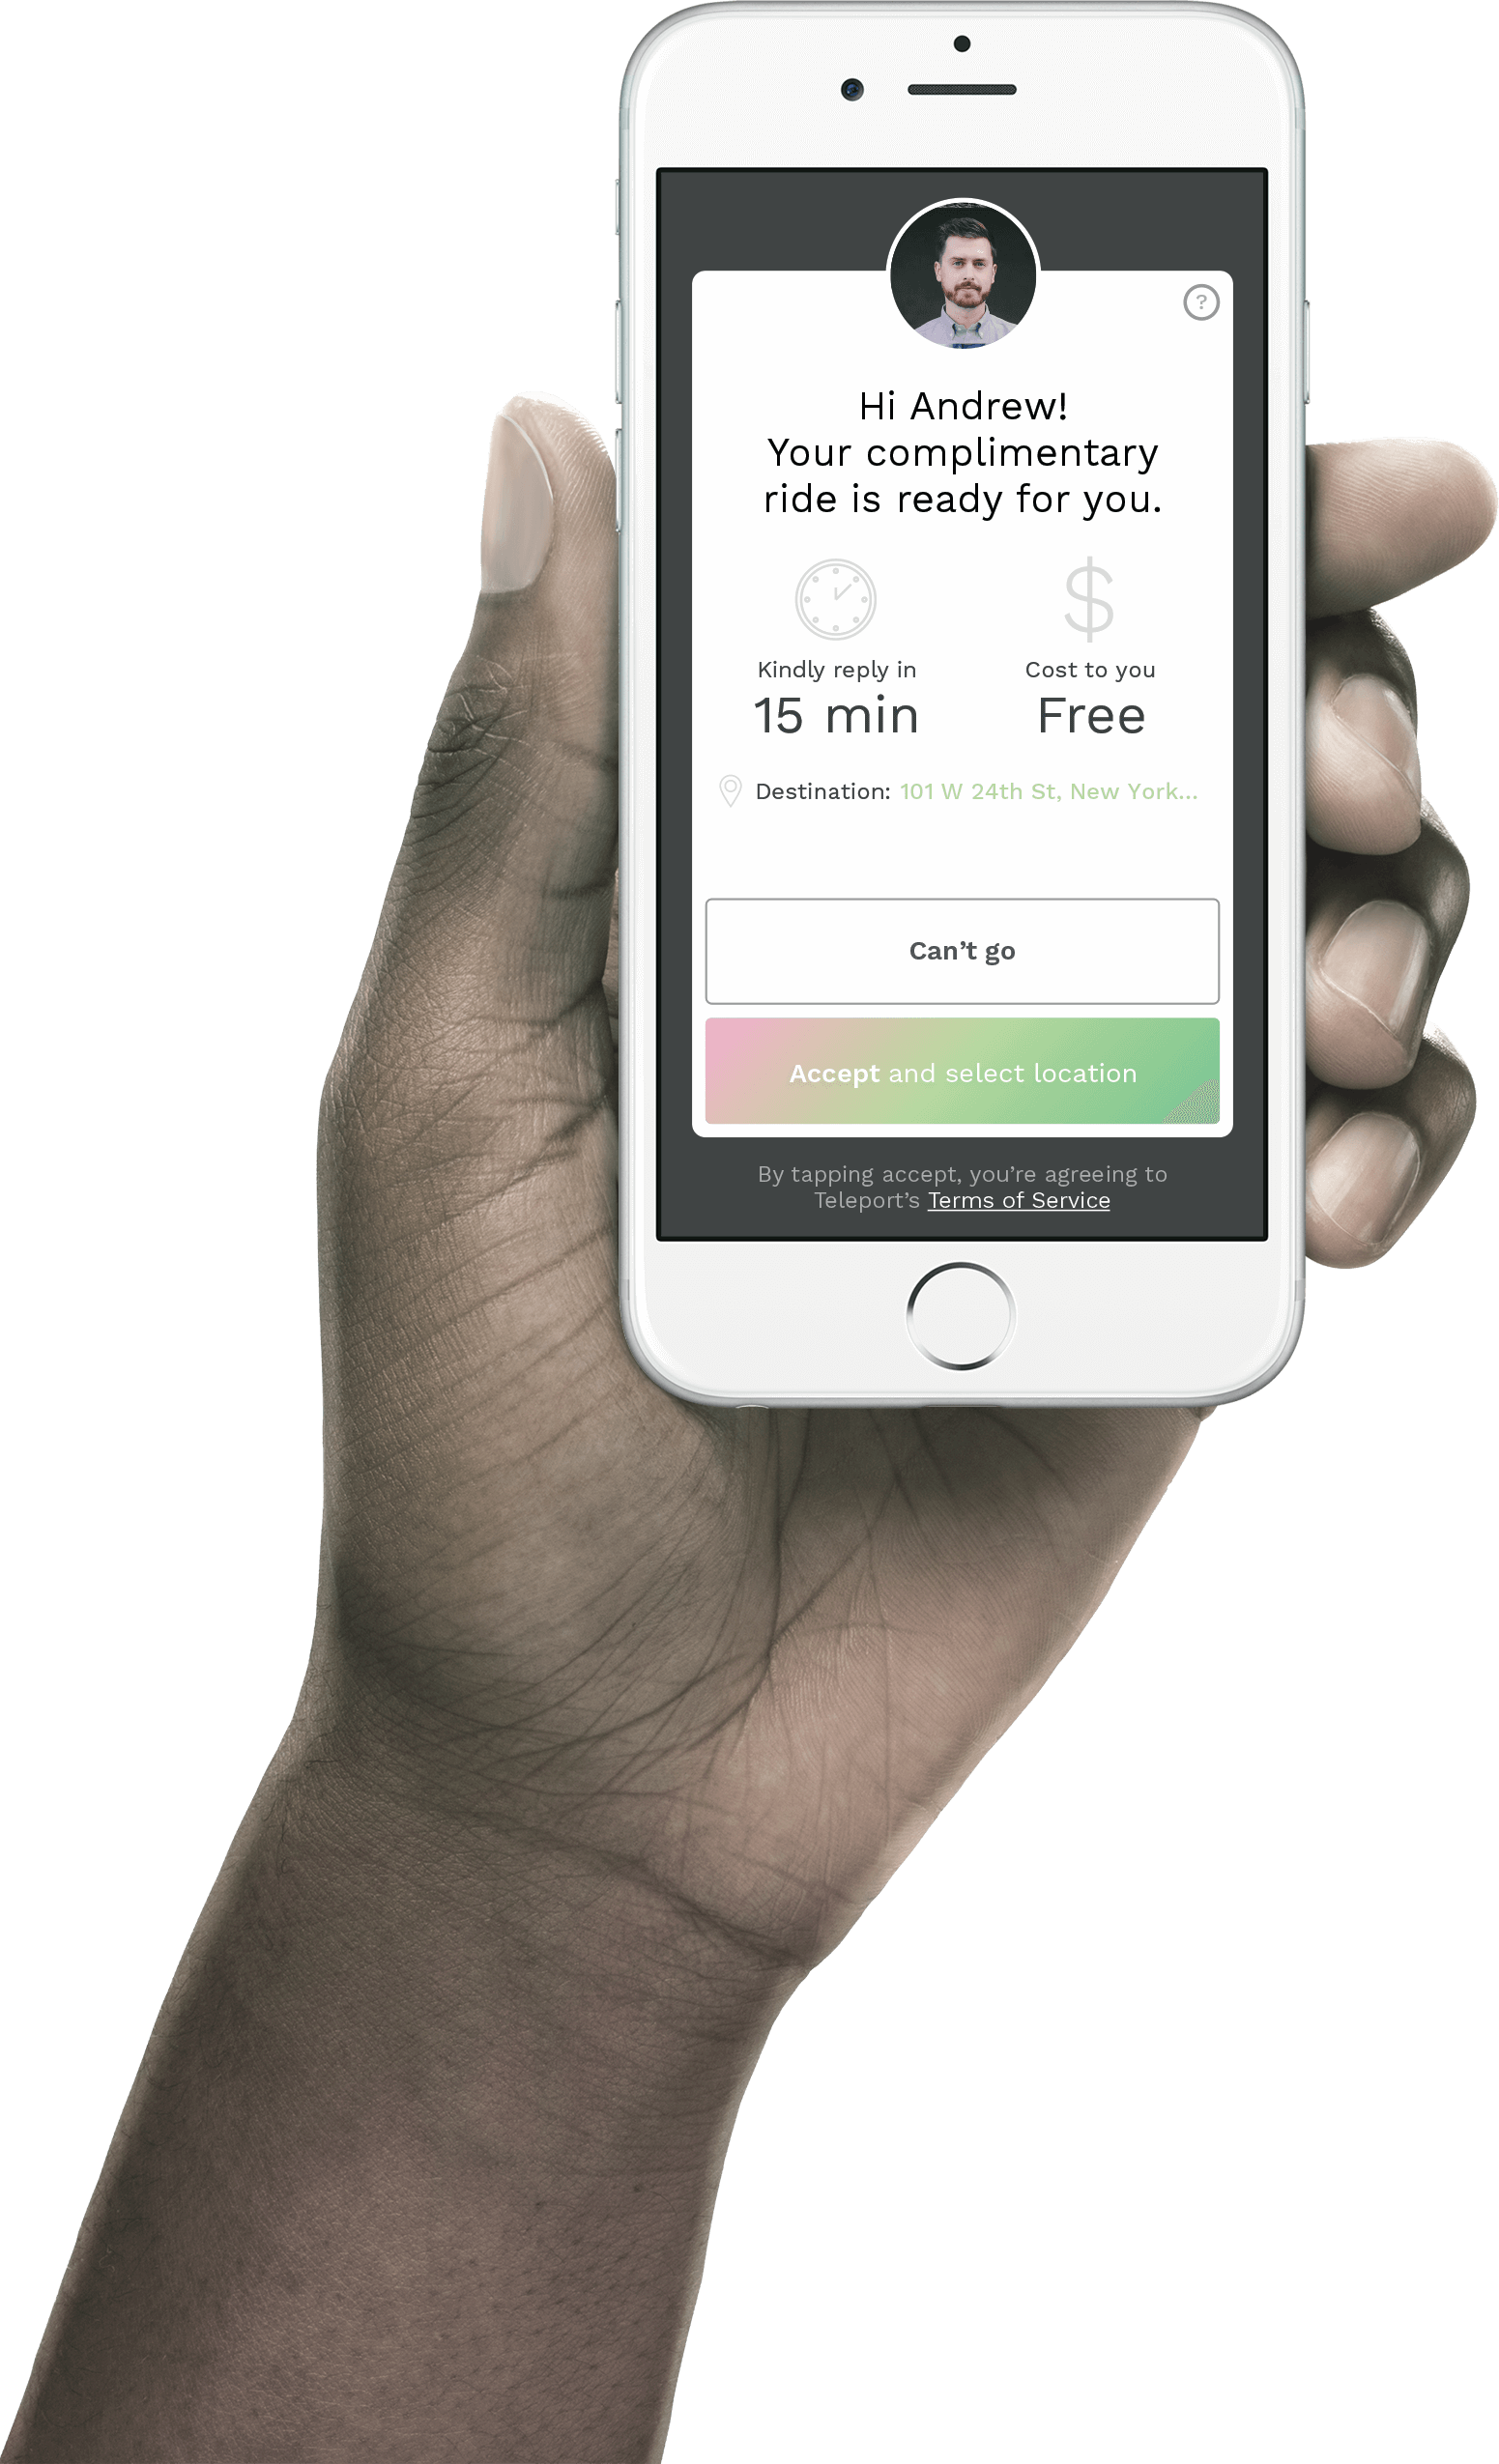 ?
Hi Andrew!
Your complimentary
ride is ready for you.
Kindly reply in
Cost to you
15 min
Free
Destination: 101 W 24th St, New York...
Can’t go
Accept and select location
By tapping accept, you’re agreeing to
Teleport’s Terms of Service